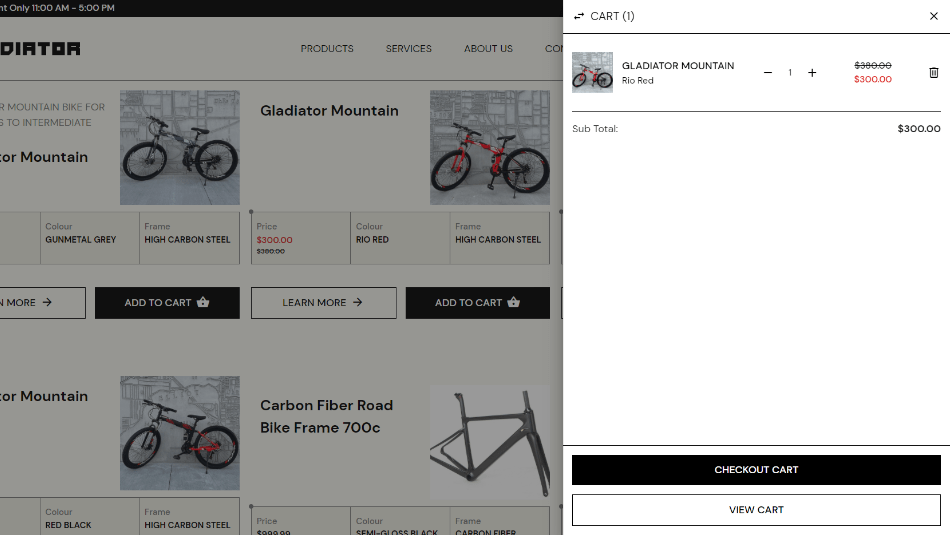 nt Only 11:00 AM - 5:00 PM
DIATOR
PRODUCTS
SERVICES
ABOUT US
CON
R MOUNTAIN BIKE FOR
S TO INTERMEDIATE
tor Mountain
Colour
GUNMETAL GREY
Frame
HIGH CARBON STEEL
N MORE
ADD TO CART
Gladiator Mountain
Price
$300.00
$380.00
Colour
RIO RED
Frame
HIGH CARBON STEEL
LEARN MORE
ADD TO CART
tor Mountain
Colour
RED BLACK
Frame
HIGH CARBON STEEL
Carbon Fiber Road
Bike Frame 700c
Price
$999.99
Colour
SEMI-GLOSS BLACK
Frame
CARBON FIBER
CART (1)
GLADIATOR MOUNTAIN
Rio Red
1
$380.00
$300.00
Sub Total:
$300.00
CHECKOUT CART
VIEW CART